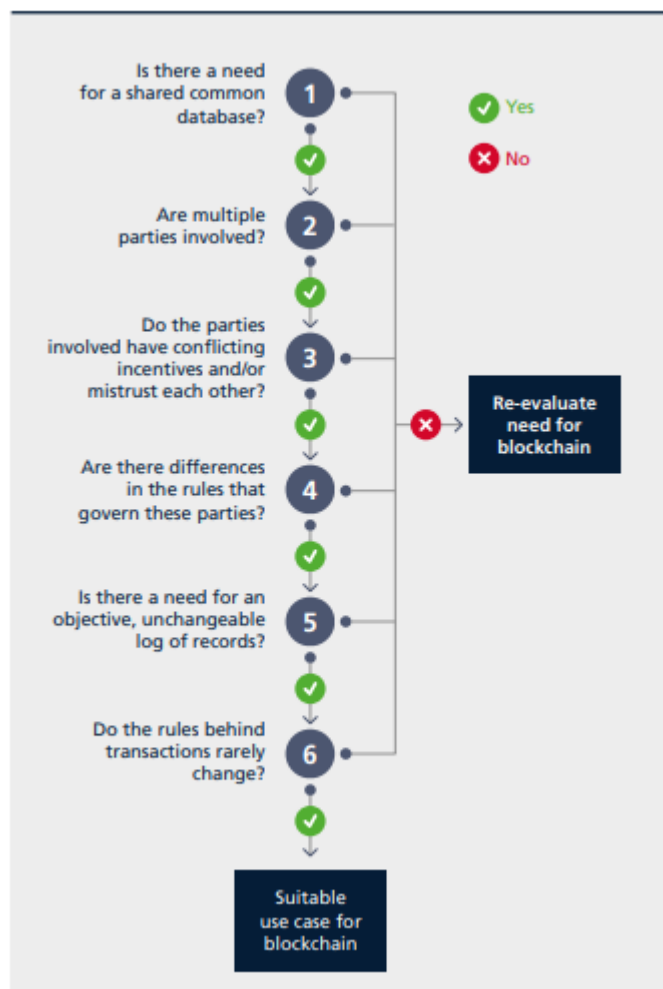 Is there a need
for a shared common
database?
1
Yes
No
Are multiple
parties involved?
2
Do the parties
involved have conflicting
incentives and/or
mistrust each other?
3
Re-evaluate
need for
blockchain
Are there differences
in the rules that
govern these parties?
4
Is there a need for an
objective, unchangeable
log of records?
5
Do the rules behind
transactions rarely
change?
6
Suitable
use case for
blockchain